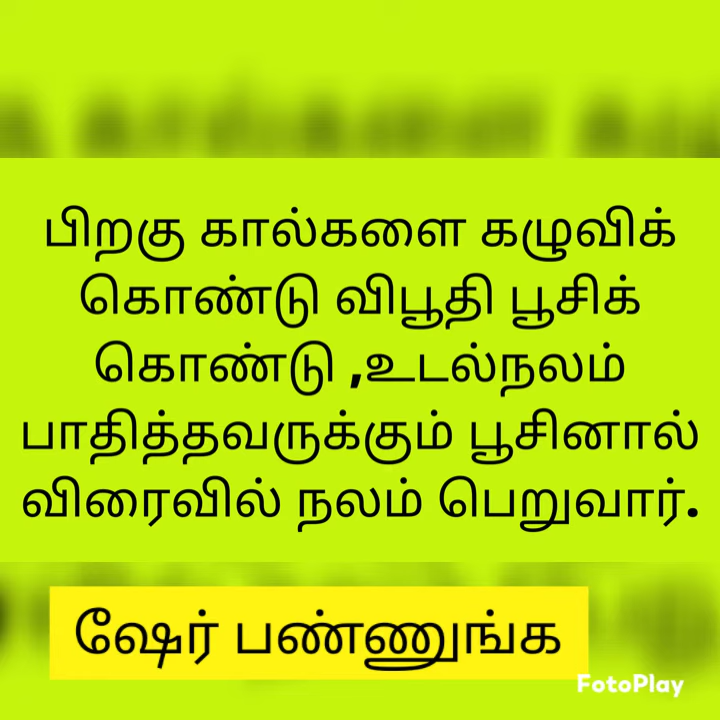 பிறகு கால்களை கழுவிக்
கொண்டு விபூதி பூசிக்
கொண்டு ,உடல்நலம்
பாதித்தவருக்கும் பூசினால்
விரைவில் நலம் பெறுவார்.
ஷேர் பண்ணுங்க
FotoPlay